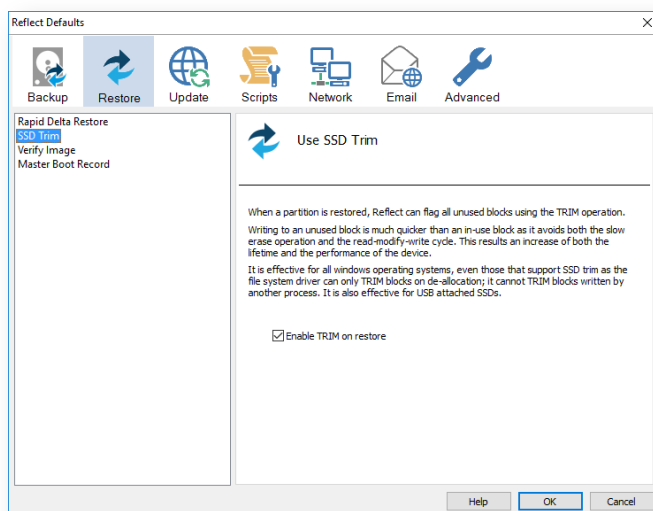 Reflect Defaults
Backup
Restore
Update
Scripts
Network
Email
Advanced
Rapid Delta Restore
SSD Trim
Verify Image
Master Boot Record
Use SSD Trim
When a partition is restored, Reflect can flag all unused blocks using the TRIM operation.
Writing to an unused block is much quicker than an in-use block as it avoids both the slow
erase operation and the read-modify-write cycle. This results an increase of both the
lifetime and the performance of the device.
It is effective for all windows operating systems, even those that support SSD trim as the
file system driver can only TRIM blocks on de-allocation; it cannot TRIM blocks written by
another process. It is also effective for USB attached SSDs.
Enable TRIM on restore
Help
OK
Cancel